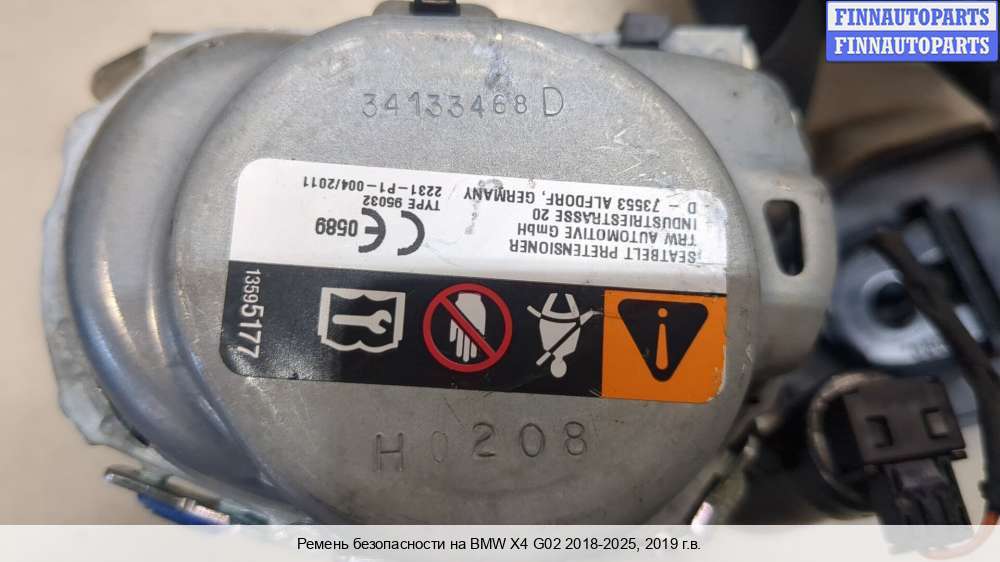 FINNAUTOPARTS
FINNAUTOPARTS
34133468 D
SEATBELT PRETENSIONER
TRW AUTOMOTIVE GmbH
INDUSTRIESTRASSE 20
D - 73553 ALFDORF, GERMANY
CE 0589
TYPE 95032
2231-P1-004/2011
13595177
H0208
Ремень безопасности на BMW X4 G02 2018-2025, 2019 г.в.